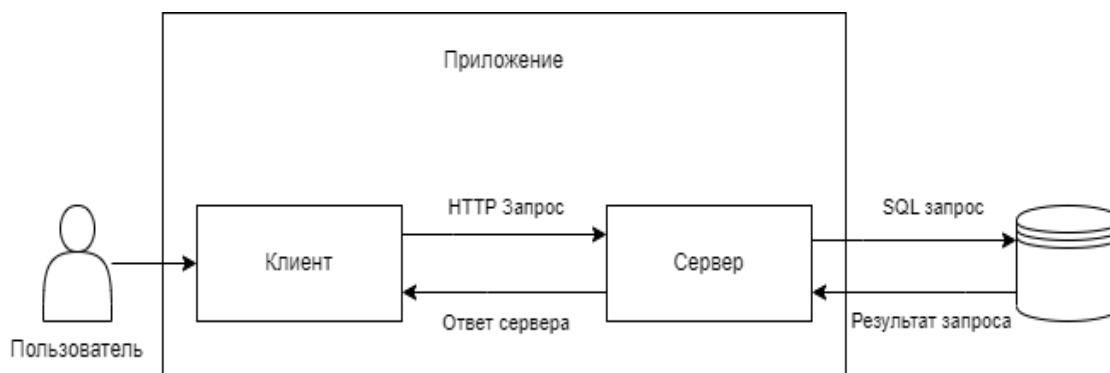 Приложение
HTTP Запрос
SQL запрос
Клиент
Сервер
Ответ сервера
Результат запроса
Пользователь